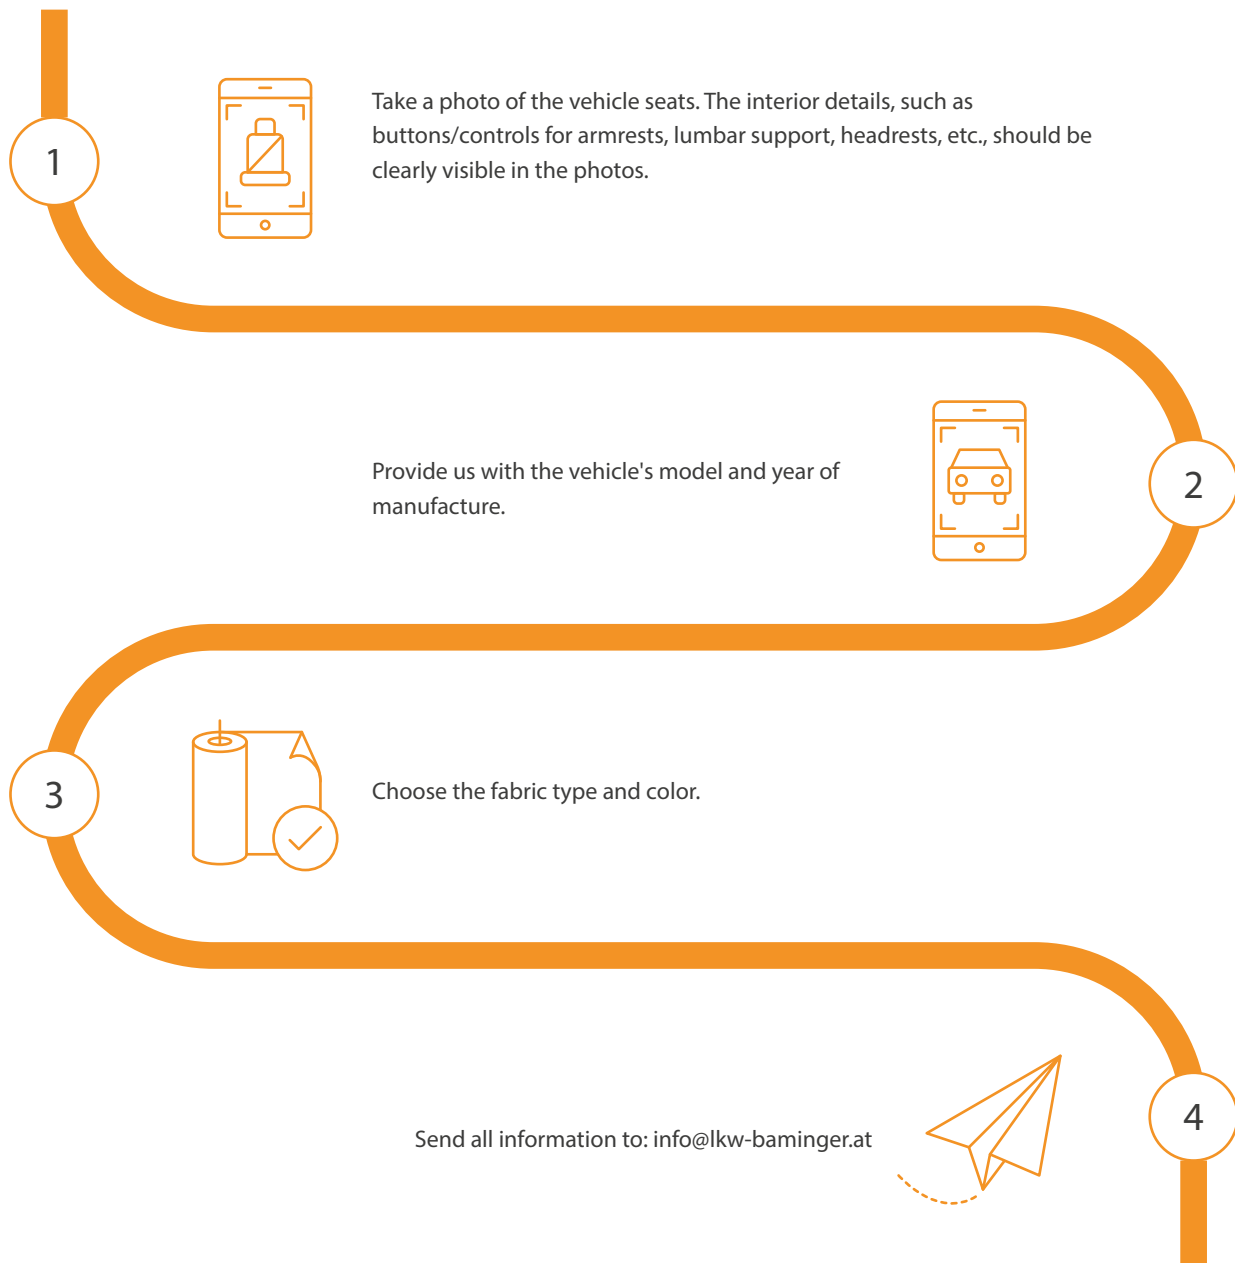 1
Take a photo of the vehicle seats. The interior details, such as
buttons/controls for armrests, lumbar support, headrests, etc., should be
clearly visible in the photos.
Provide us with the vehicle's model and year of
manufacture.
2
3
Choose the fabric type and color.
Send all information to: info@lkw-baminger.at
4